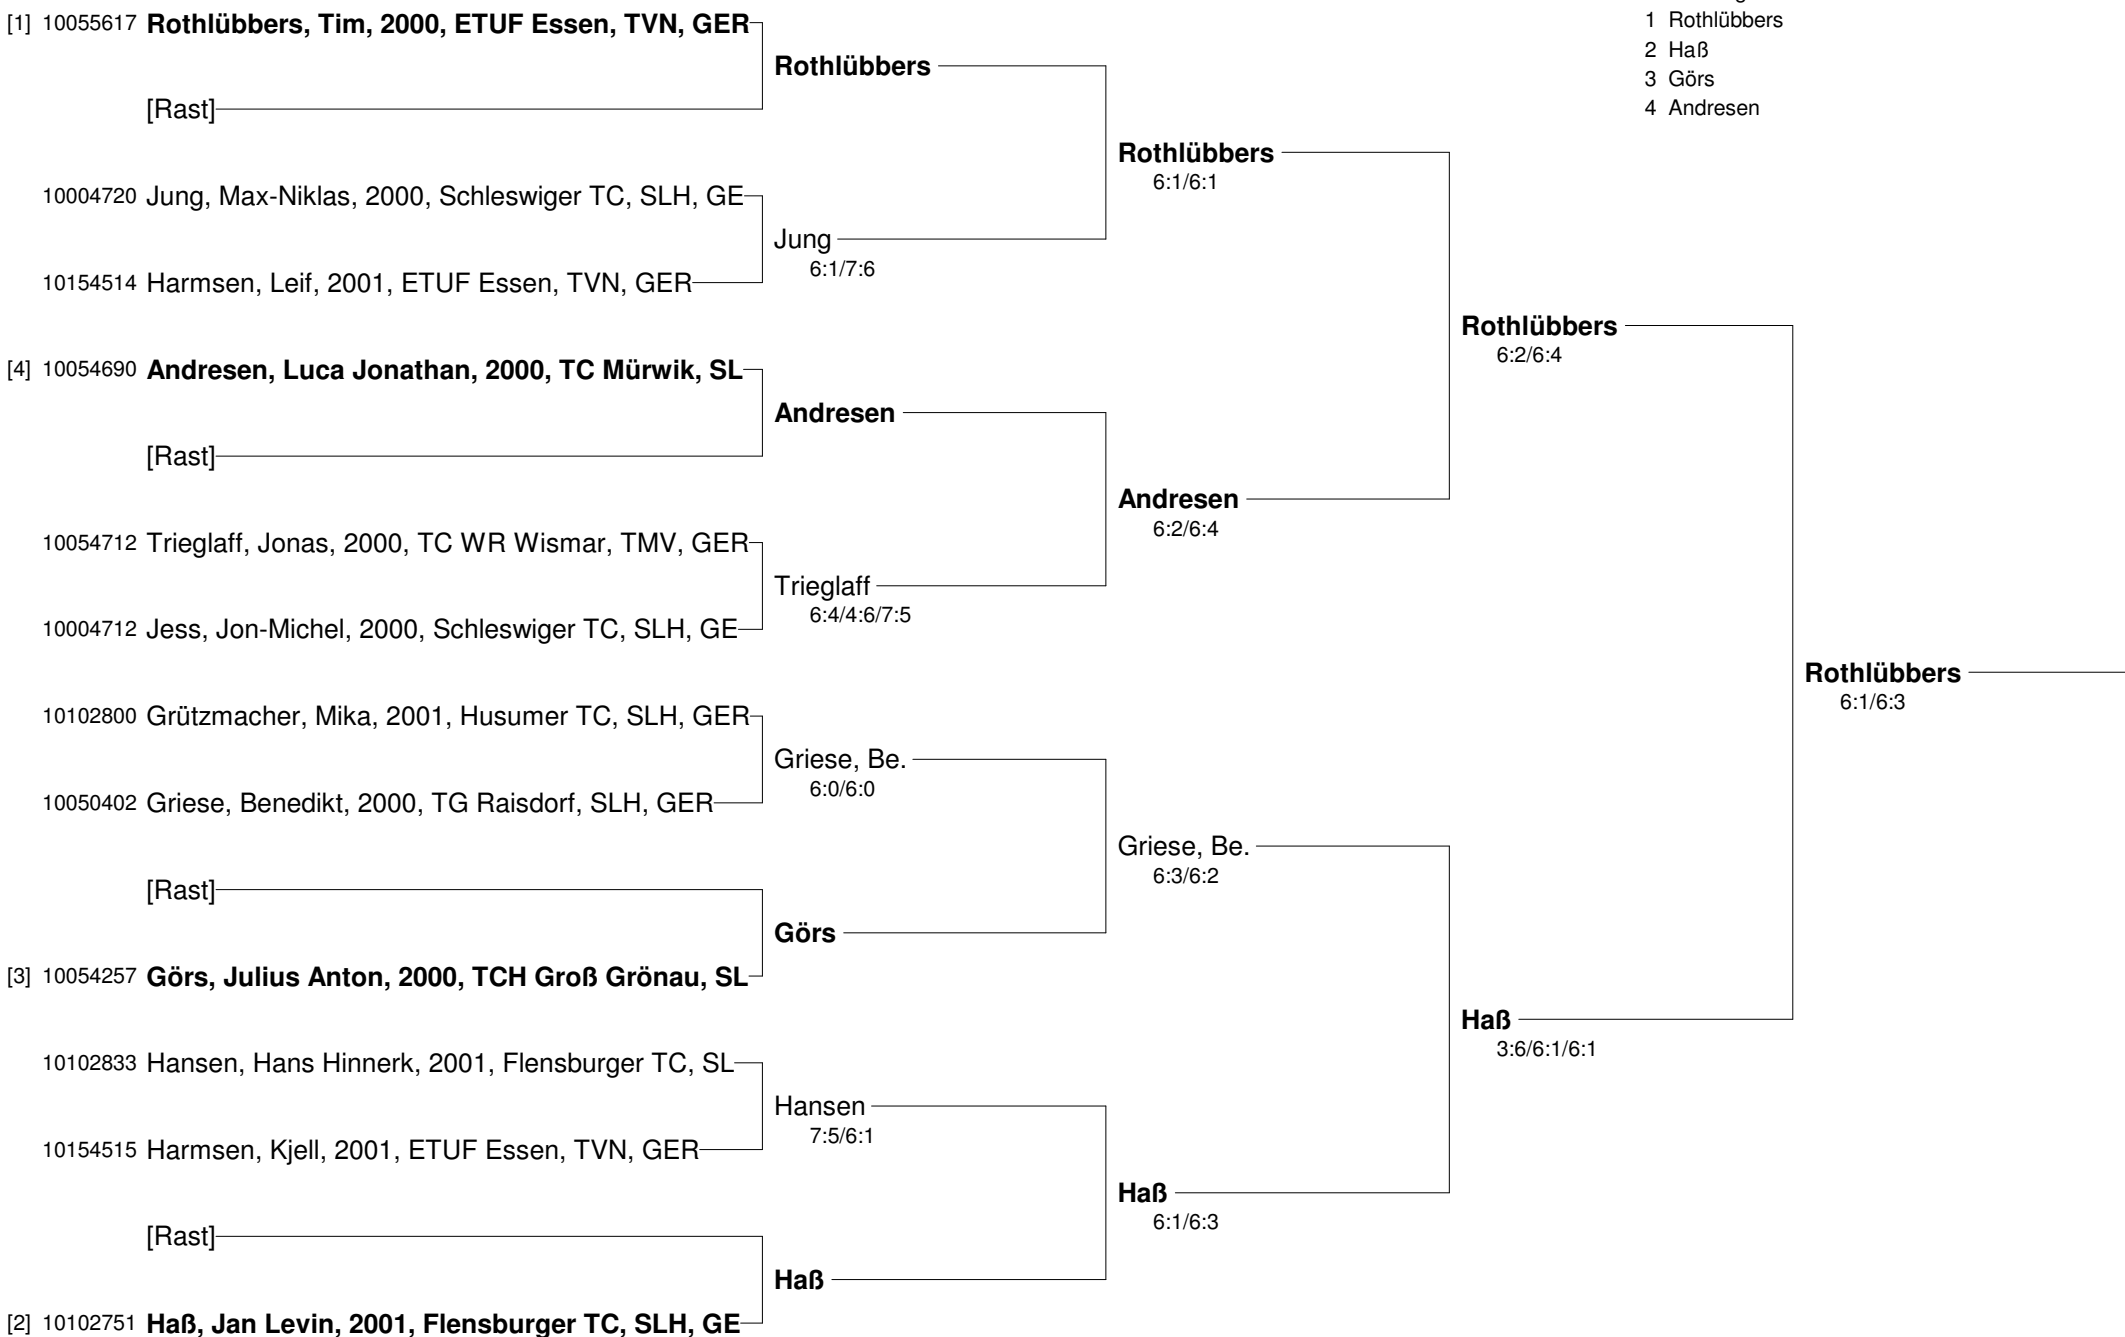 1 Rothlübbers
2 Haß
3 Görs
4 Andresen
[1] 10055617 Rothlübbers, Tim, 2000, ETUF Essen, TVN, GER
Rothlübbers
[Rast]
Rothlübbers
6:1/6:1
10004720 Jung, Max-Niklas, 2000, Schleswiger TC, SLH, GE
Jung
6:1/7:6
10154514 Harmsen, Leif, 2001, ETUF Essen, TVN, GER
Rothlübbers
6:2/6:4
[4] 10054690 Andresen, Luca Jonathan, 2000, TC Mürwik, SL
Andresen
[Rast]
Andresen
6:2/6:4
10054712 Trieglaff, Jonas, 2000, TC WR Wismar, TMV, GER
Trieglaff
6:4/4:6/7:5
10004712 Jess, Jon-Michel, 2000, Schleswiger TC, SLH, GE
Rothlübbers
6:1/6:3
10102800 Grützmacher, Mika, 2001, Husumer TC, SLH, GER
Griese, Be.
6:0/6:0
10050402 Griese, Benedikt, 2000, TG Raisdorf, SLH, GER
Griese, Be.
6:3/6:2
[Rast]
Görs
[3] 10054257 Görs, Julius Anton, 2000, TCH Groß Grönau, SL
Haß
3:6/6:1/6:1
10102833 Hansen, Hans Hinnerk, 2001, Flensburger TC, SL
Hansen
7:5/6:1
10154515 Harmsen, Kjell, 2001, ETUF Essen, TVN, GER
Haß
6:1/6:3
[Rast]
Haß
[2] 10102751 Haß, Jan Levin, 2001, Flensburger TC, SLH, GE